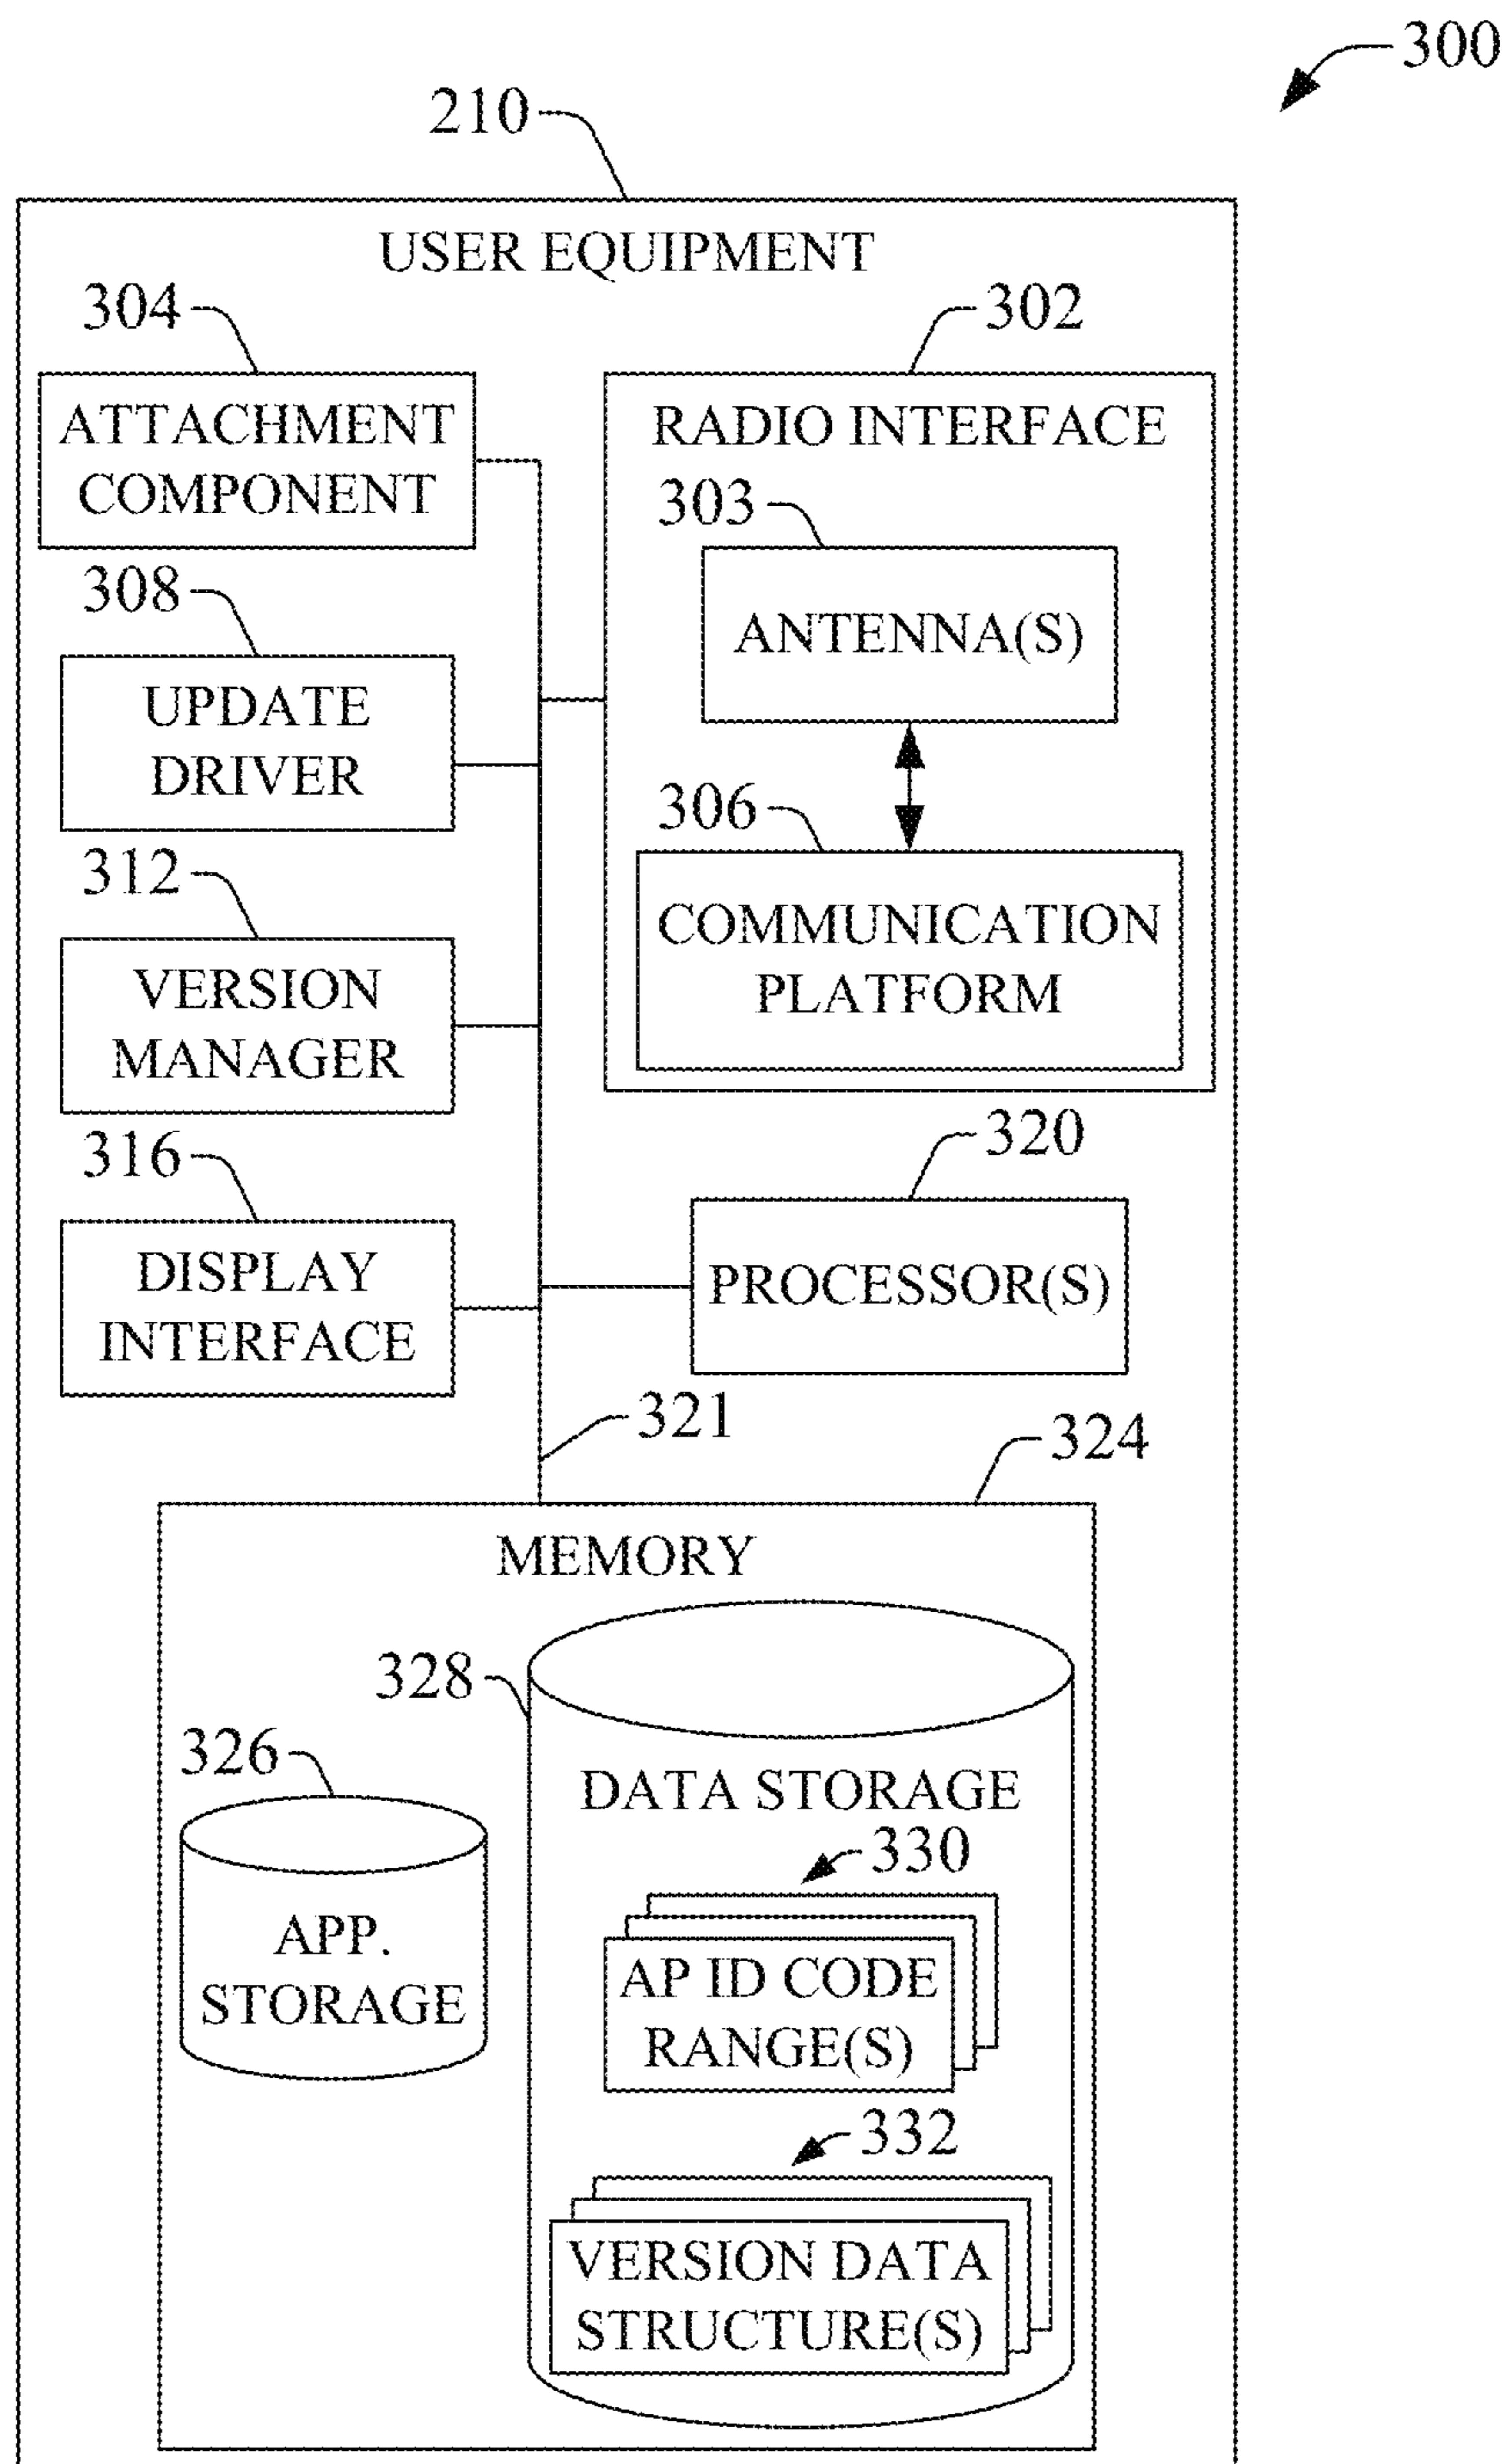 300
210
USER EQUIPMENT
304
302
ATTACHMENT
COMPONENT
RADIO INTERFACE
303
ANTENNA(S)
308
UPDATE
DRIVER
306
COMMUNICATION
PLATFORM
312
VERSION
MANAGER
320
PROCESSOR(S)
316
DISPLAY
INTERFACE
321
324
MEMORY
328
DATA STORAGE
326
APP.
STORAGE
330
AP ID CODE
RANGE(S)
332
VERSION DATA
STRUCTURE(S)